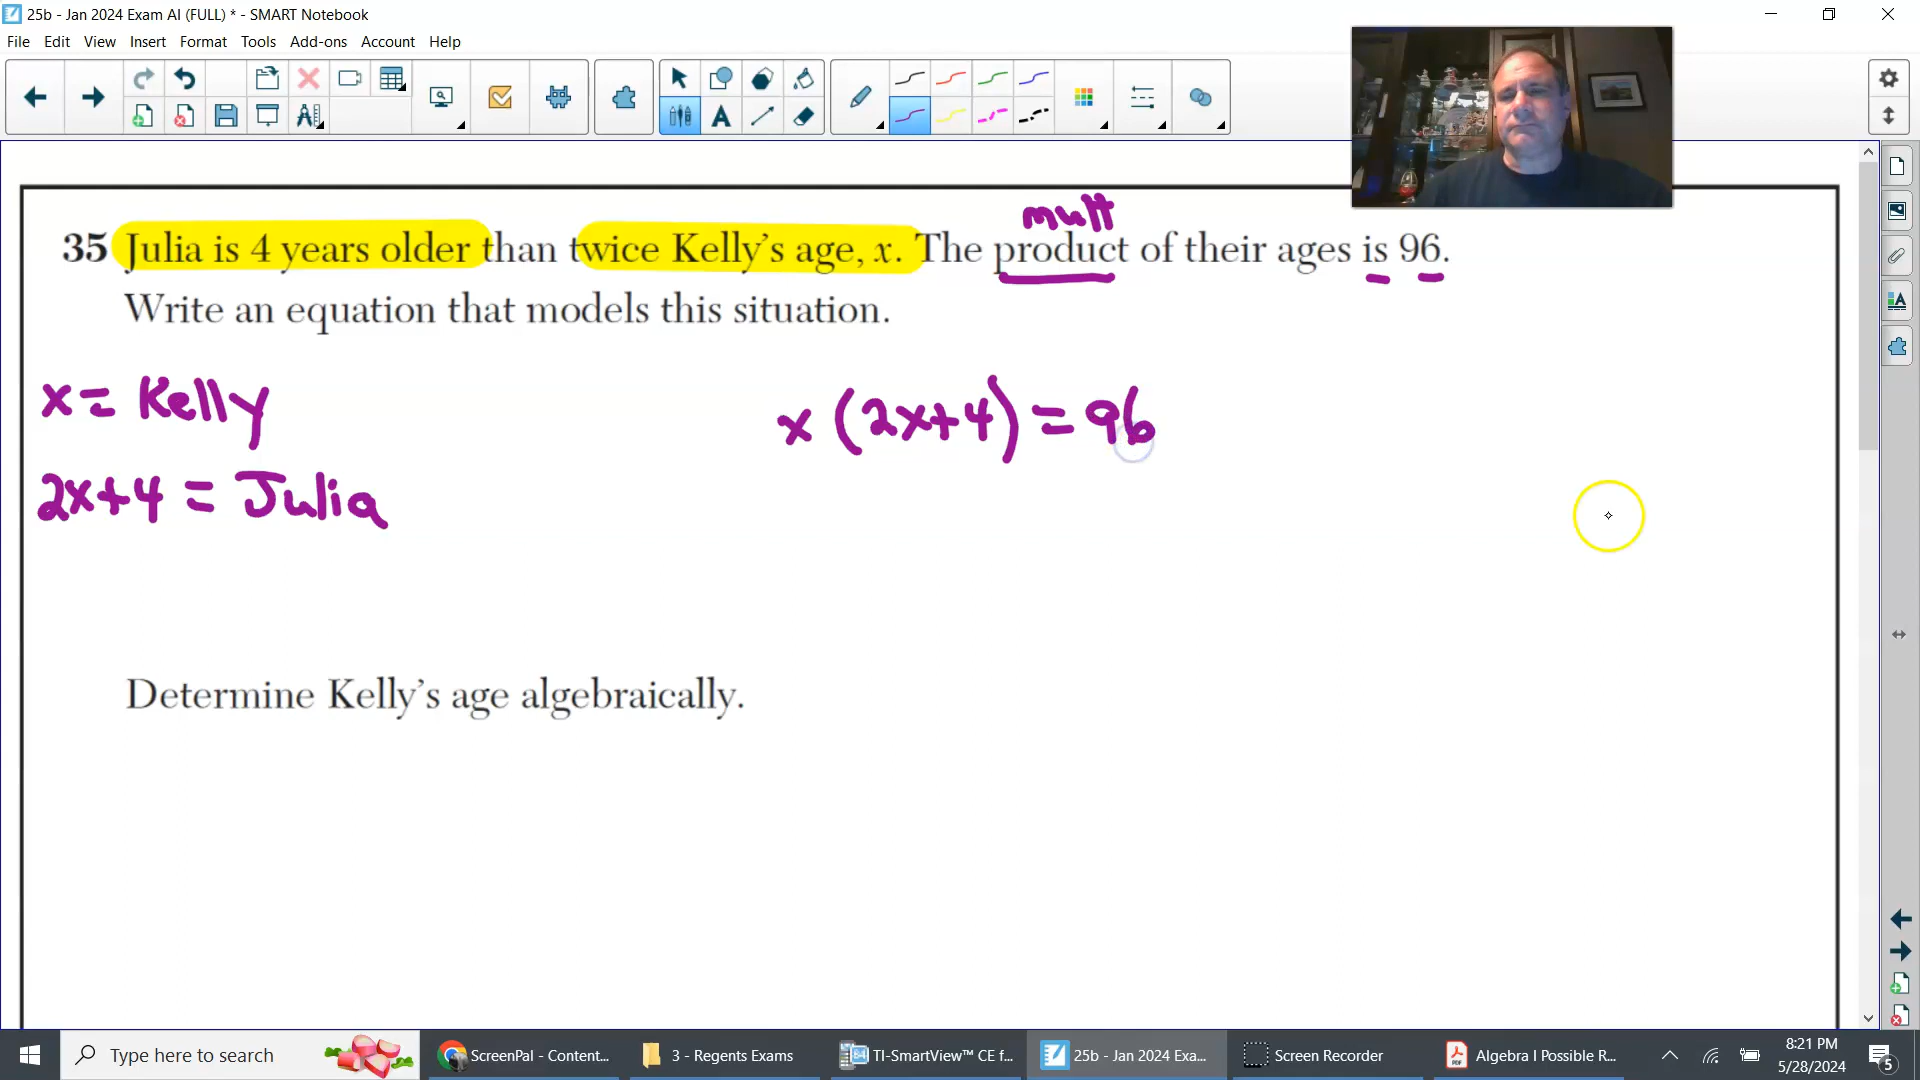 25b - Jan 2024 Exam AI (FULL) * - SMART Notebook
File Edit View Insert Format Tools Add-ons Account Help
mult
35 Julia is 4 years older than twice Kelly's age, x. The product of their ages is 96.
Write an equation that models this situation.
x = Kelly
x (2x+4) = 96
2x+4 = Julia
Determine Kelly's age algebraically.
Type here to search
ScreenPal - Content...
3 - Regents Exams
84
TI-SmartView™ CE f...
25b - Jan 2024 Exa...
Screen Recorder
Algebra I Possible R...
8:21 PM
5/28/2024
5